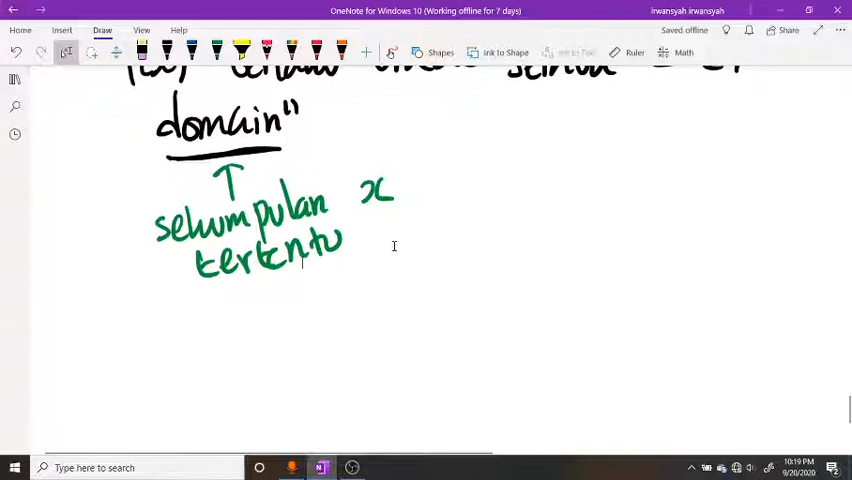 OneNote for Windows 10 (Working offline for 7 days)
irwansyah irwansyah
Home Insert Draw View Help
Saved offline Share
Shapes Ink to Shape Ink to Text Ruler Math
domain"
sekumpulan x
tertentu
Type here to search
10:19 PM
9/20/2020
2